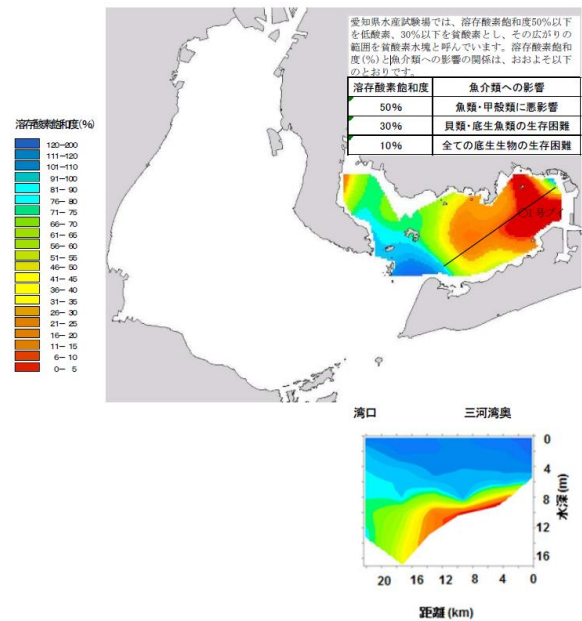 愛知県水産試験場では、溶存酸素飽和度50%以下
を低酸素、30%以下を貧酸素とし、その広がりの
範囲を貧酸素水塊と呼んでいます。溶存酸素飽和
度(%)と魚介類への影響の関係は、おおよそ以下
のとおりです。
溶存酸素飽和度 魚介類への影響
50% 魚類・甲殻類に悪影響
30% 貝類・底生魚類の生存困難
10% 全ての底生生物の生存困難
溶存酸素飽和度(%)
120-200
111-120
101-110
91-100
81- 90
76- 80
71- 75
66- 70
61- 65
56- 60
51- 55
46- 50
41- 45
36- 40
31- 35
26- 30
21- 25
16- 20
11- 15
6- 10
0- 5
湾口 三河湾奥
0
4
8
12
16
水深(m)
20 16 12 8 4 0
距離(km)